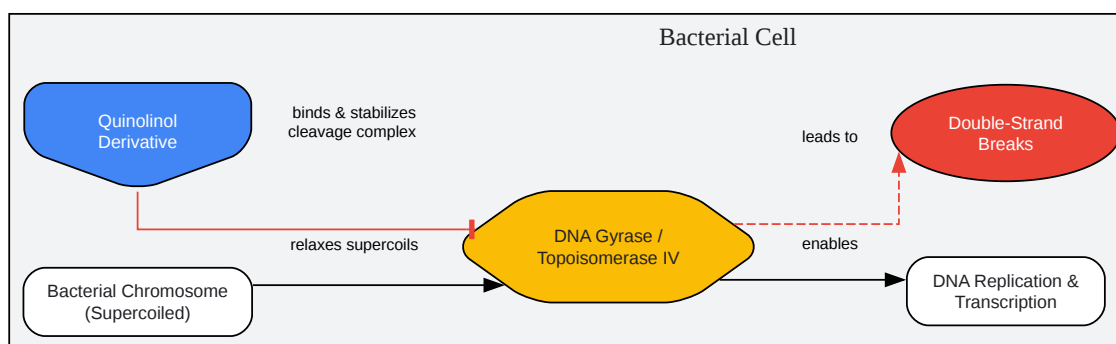 Bacterial Cell
Quinolinol
Derivative
binds & stabilizes
cleavage complex
leads to
Double-Strand
Breaks
relaxes supercoils
DNA Gyrase /
Topoisomerase IV
enables
Bacterial Chromosome
(Supercoiled)
DNA Replication &
Transcription